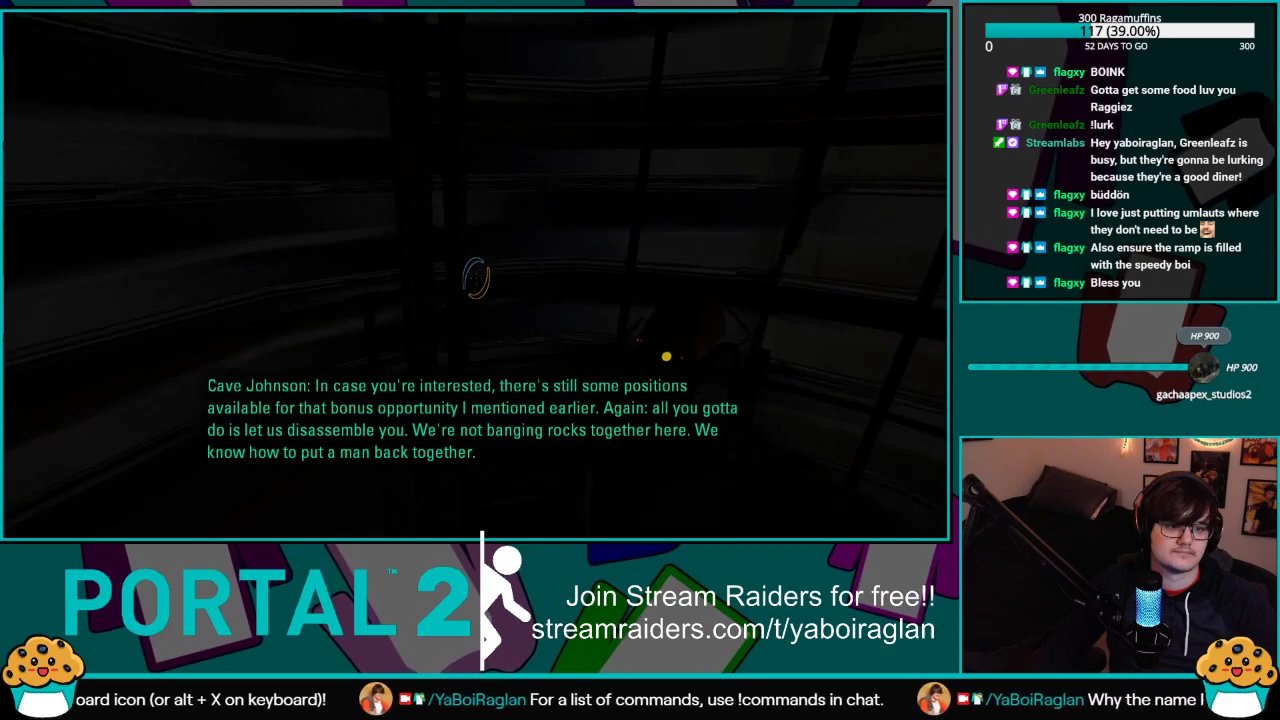 300 Ragamuffins
117 (39.00%)
0
52 DAYS TO GO
300
flagxy BOINK
Greenleafz Gotta get some food luv you
Raggiez
Greenleafz !lurk
Streamlabs Hey yaboiraglan, Greenleafz is
busy, but they're gonna be lurking
because they're a good diner!
flagxy büddön
flagxy I love just putting umlauts where
they don't need to be
flagxy Also ensure the ramp is filled
with the speedy boi
flagxy Bless you
HP 900
HP 900
gachaapex_studios2
Cave Johnson: In case you're interested, there's still some positions
available for that bonus opportunity I mentioned earlier. Again: all you gotta
do is let us disassemble you. We're not banging rocks together here. We
know how to put a man back together.
PORTAL™ 2
Join Stream Raiders for free!!
streamraiders.com/t/yaboiraglan
oard icon (or alt + X on keyboard)! /YaBoiRaglan For a list of commands, use !commands in chat. /YaBoiRaglan Why the name